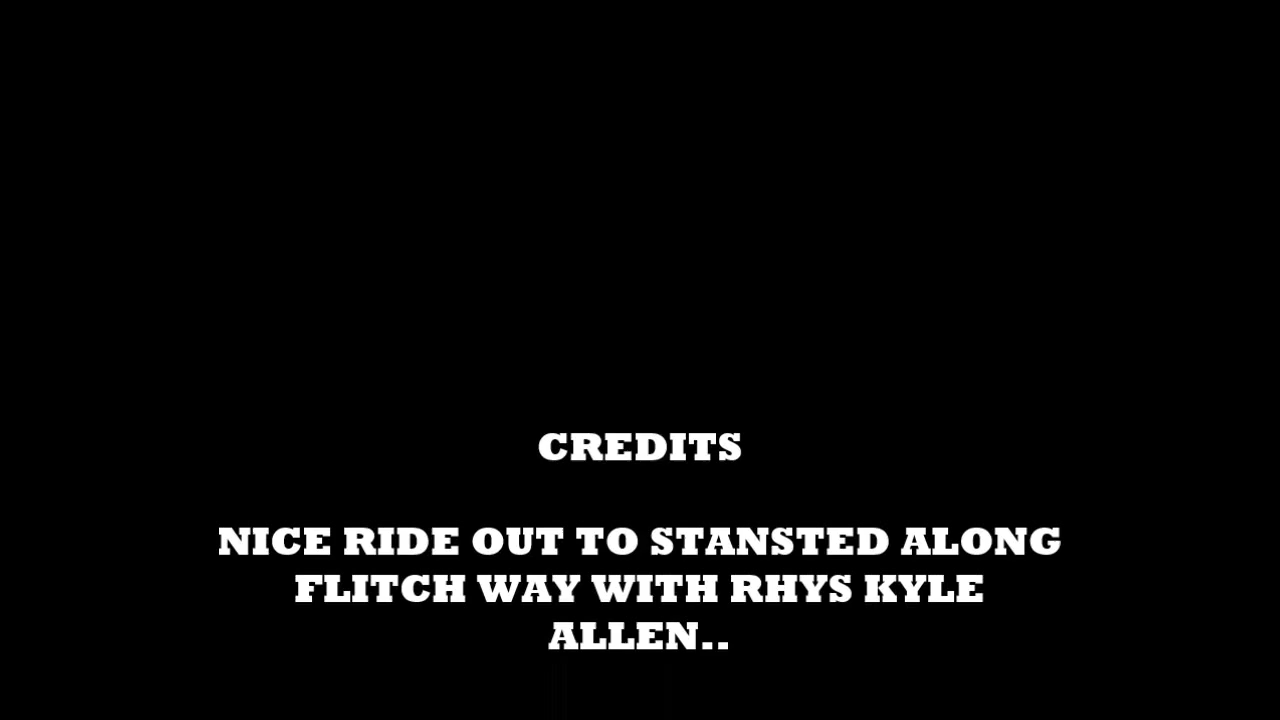 CREDITS
NICE RIDE OUT TO STANSTED ALONG
FLITCH WAY WITH RHYS KYLE
ALLEN..